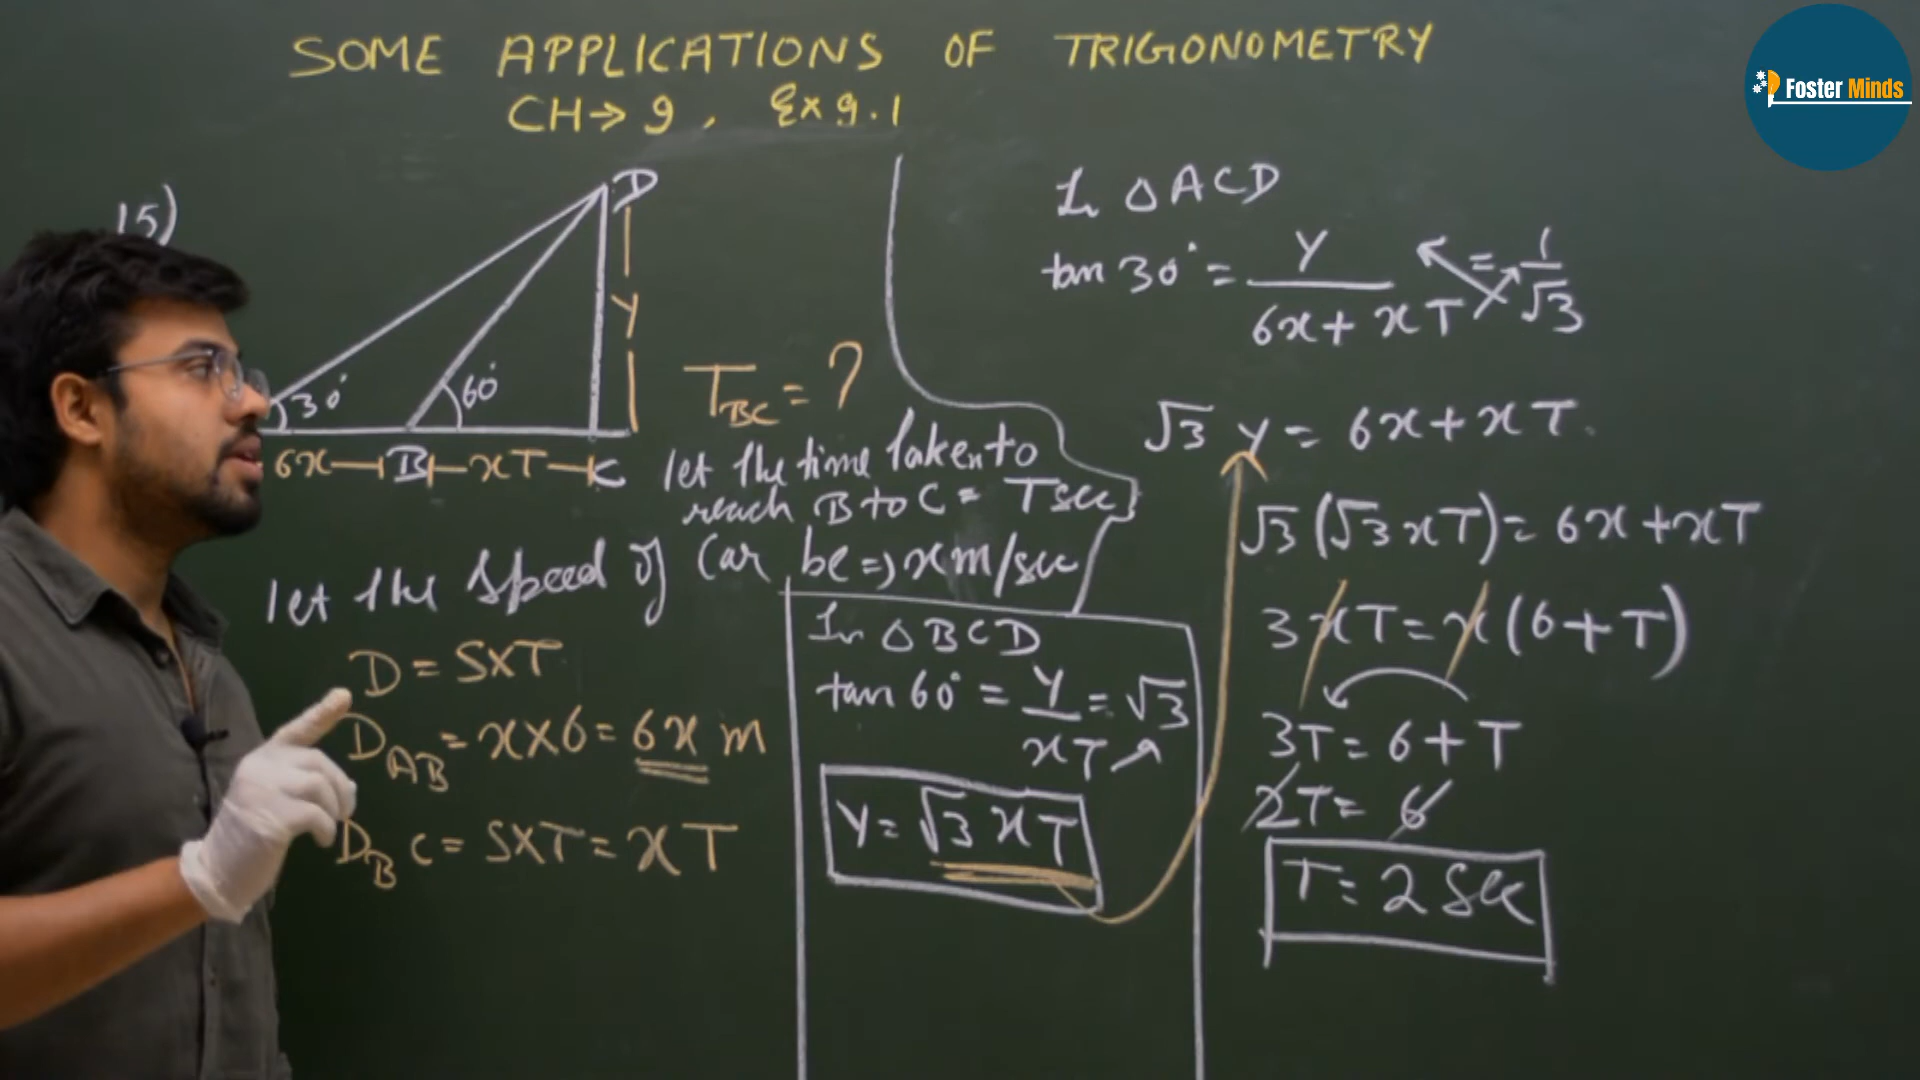 SOME APPLICATIONS OF TRIGONOMETRY
CH→9, Ex 9.1
Foster Minds
15)
D
Y
30°
60°
6x B xT C
T_BC = ?
let the time taken to
reach B to C = T sec
let the speed of car be => x m/sec
D = S×T
D_AB = x×6 = 6x m
D_BC = S×T = xT
In △BCD
tan 60° = Y/xT = √3
Y = √3 xT
In △ACD
tan 30° = Y/(6x + xT) = 1/√3
√3 Y = 6x + xT
√3 (√3 xT) = 6x + xT
3xT = x(6+T)
3T = 6+T
2T = 6
T = 2 sec